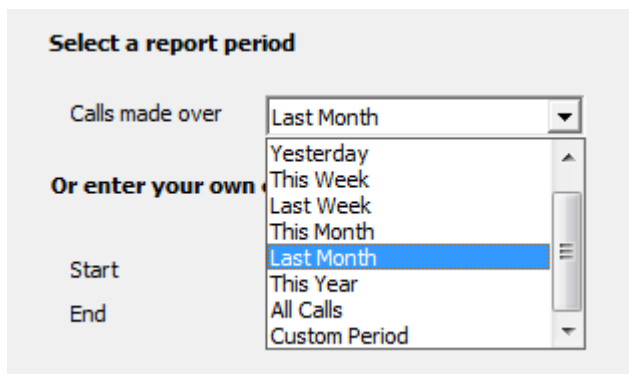 Select a report period
Calls made over Last Month
Yesterday
This Week
Or enter your own
Last Week
This Month
Last Month
Start
This Year
End
All Calls
Custom Period